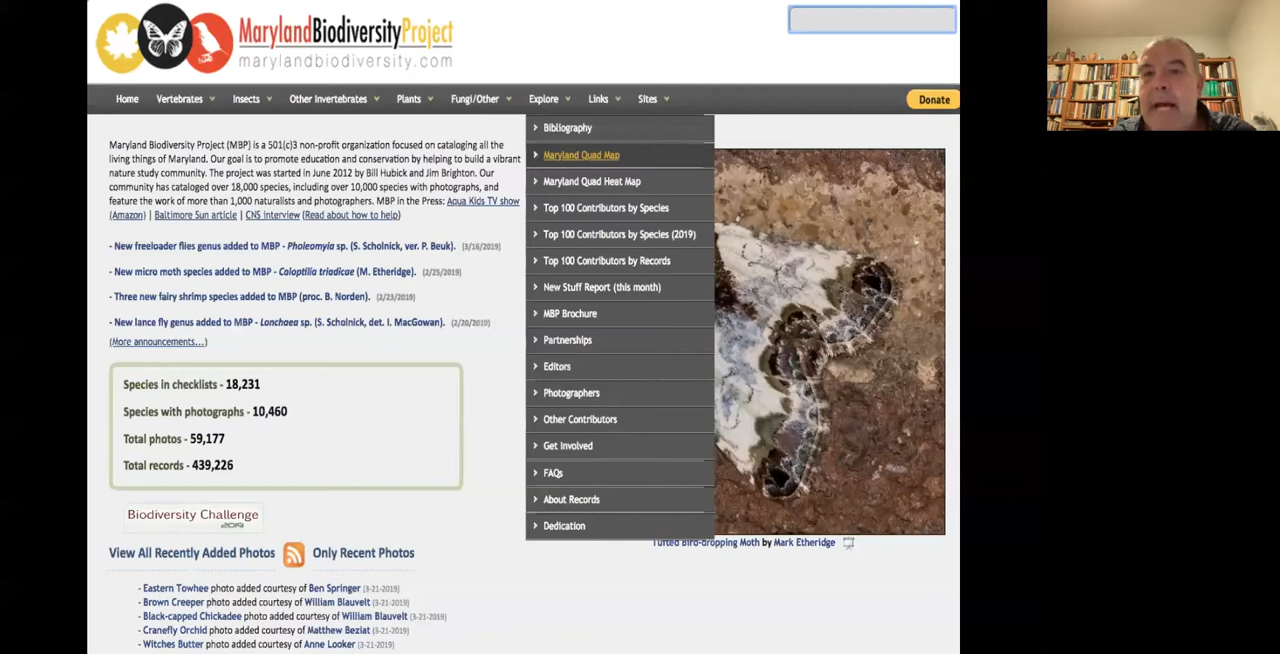 MarylandBiodiversityProject
marylandbiodiversity.com
Home Vertebrates Insects Other Invertebrates Plants Fungi/Other Explore Links Sites Donate
Maryland Biodiversity Project (MBP) is a 501(c)3 non-profit organization focused on cataloging all the
living things of Maryland. Our goal is to promote education and conservation by helping to build a vibrant
nature study community. The project was started in June 2012 by Bill Hubick and Jim Brighton. Our
community has cataloged over 18,000 species, including over 10,000 species with photographs, and
feature the work of more than 1,000 naturalists and photographers. MBP in the Press: Aqua Kids TV show
(Amazon) | Baltimore Sun article | CNS interview (Read about how to help)
- New freeloader flies genus added to MBP - Pholeomyia sp. (S. Scholnick, ver. P. Beuk). (3/16/2019)
- New micro moth species added to MBP - Caloptilia triadicae (M. Etheridge). (2/25/2019)
- Three new fairy shrimp species added to MBP (proc. B. Norden). (2/23/2019)
- New lance fly genus added to MBP - Lonchaea sp. (S. Scholnick, det. I. MacGowan). (2/20/2019)
(More announcements...)
Species in checklists - 18,231
Species with photographs - 10,460
Total photos - 59,177
Total records - 439,226
Biodiversity Challenge
2019
View All Recently Added Photos Only Recent Photos
- Eastern Towhee photo added courtesy of Ben Springer (3-21-2019)
- Brown Creeper photo added courtesy of William Blauvelt (3-21-2019)
- Black-capped Chickadee photo added courtesy of William Blauvelt (3-21-2019)
- Cranefly Orchid photo added courtesy of Matthew Beziat (3-21-2019)
- Witches Butter photo added courtesy of Anne Looker (3-21-2019)
Bibliography
Maryland Quad Map
Maryland Quad Heat Map
Top 100 Contributors by Species
Top 100 Contributors by Species (2019)
Top 100 Contributors by Records
New Stuff Report (this month)
MBP Brochure
Partnerships
Editors
Photographers
Other Contributors
Get Involved
FAQs
About Records
Dedication
Tufted Bird-dropping Moth by Mark Etheridge